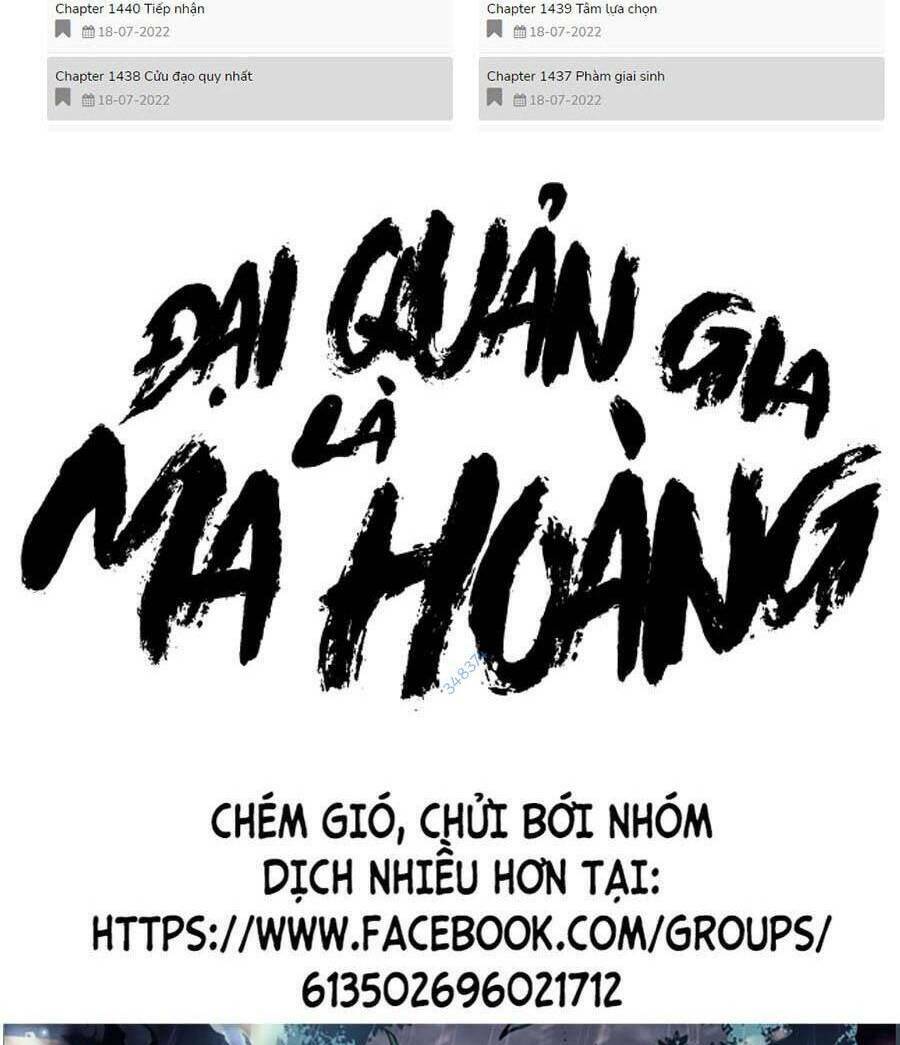 Chapter 1440 Tiếp nhận
Chapter 1439 Tâm lựa chọn
18-07-2022
18-07-2022
Chapter 1438 Cửu đạo quy nhất
Chapter 1437 Phàm giai sinh
18-07-2022
18-07-2022
ĐẠI QUẢN GIA
LÀ
MA HOÀNG
348374
CHÉM GIÓ, CHỬI BỚI NHÓM
DỊCH NHIỀU HƠN TẠI:
HTTPS://WWW.FACEBOOK.COM/GROUPS/
613502696021712